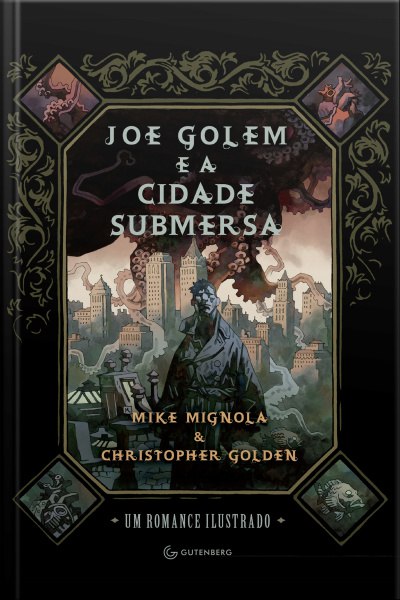 JOE GOLEM
E A
CIDADE
SUBMERSA
MIKE MIGNOLA
&
CHRISTOPHER GOLDEN
UM ROMANCE ILUSTRADO
GUTENBERG